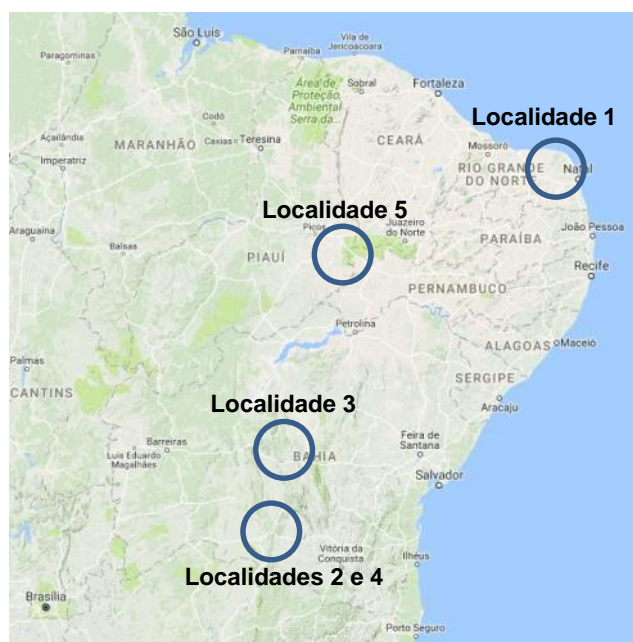 São Luís
Vila de
Jericoacoara
Paragominas
Parnaíba
Área de
Proteção
Ambiental
Serra da...
Sobral
Fortaleza
Localidade 1
Açailândia
Codó
MARANHÃO
Caxias
Teresina
CEARÁ
Mossoró
RIO GRANDE
DO NORTE
Natal
Imperatriz
Localidade 5
Araguaina
Balsas
Picos
PIAUÍ
Juazeiro
do Norte
PARAÍBA
João Pessoa
Recife
PERNAMBUCO
Petrolina
Palmas
ALAGOAS
Maceió
CANTINS
SERGIPE
Aracaju
Localidade 3
Barreiras
Luís Eduardo
Magalhães
BAHIA
Feira de
Santana
Salvador
Vitória da
Conquista
Ilhéus
Localidades 2 e 4
Brasília
Porto Seguro